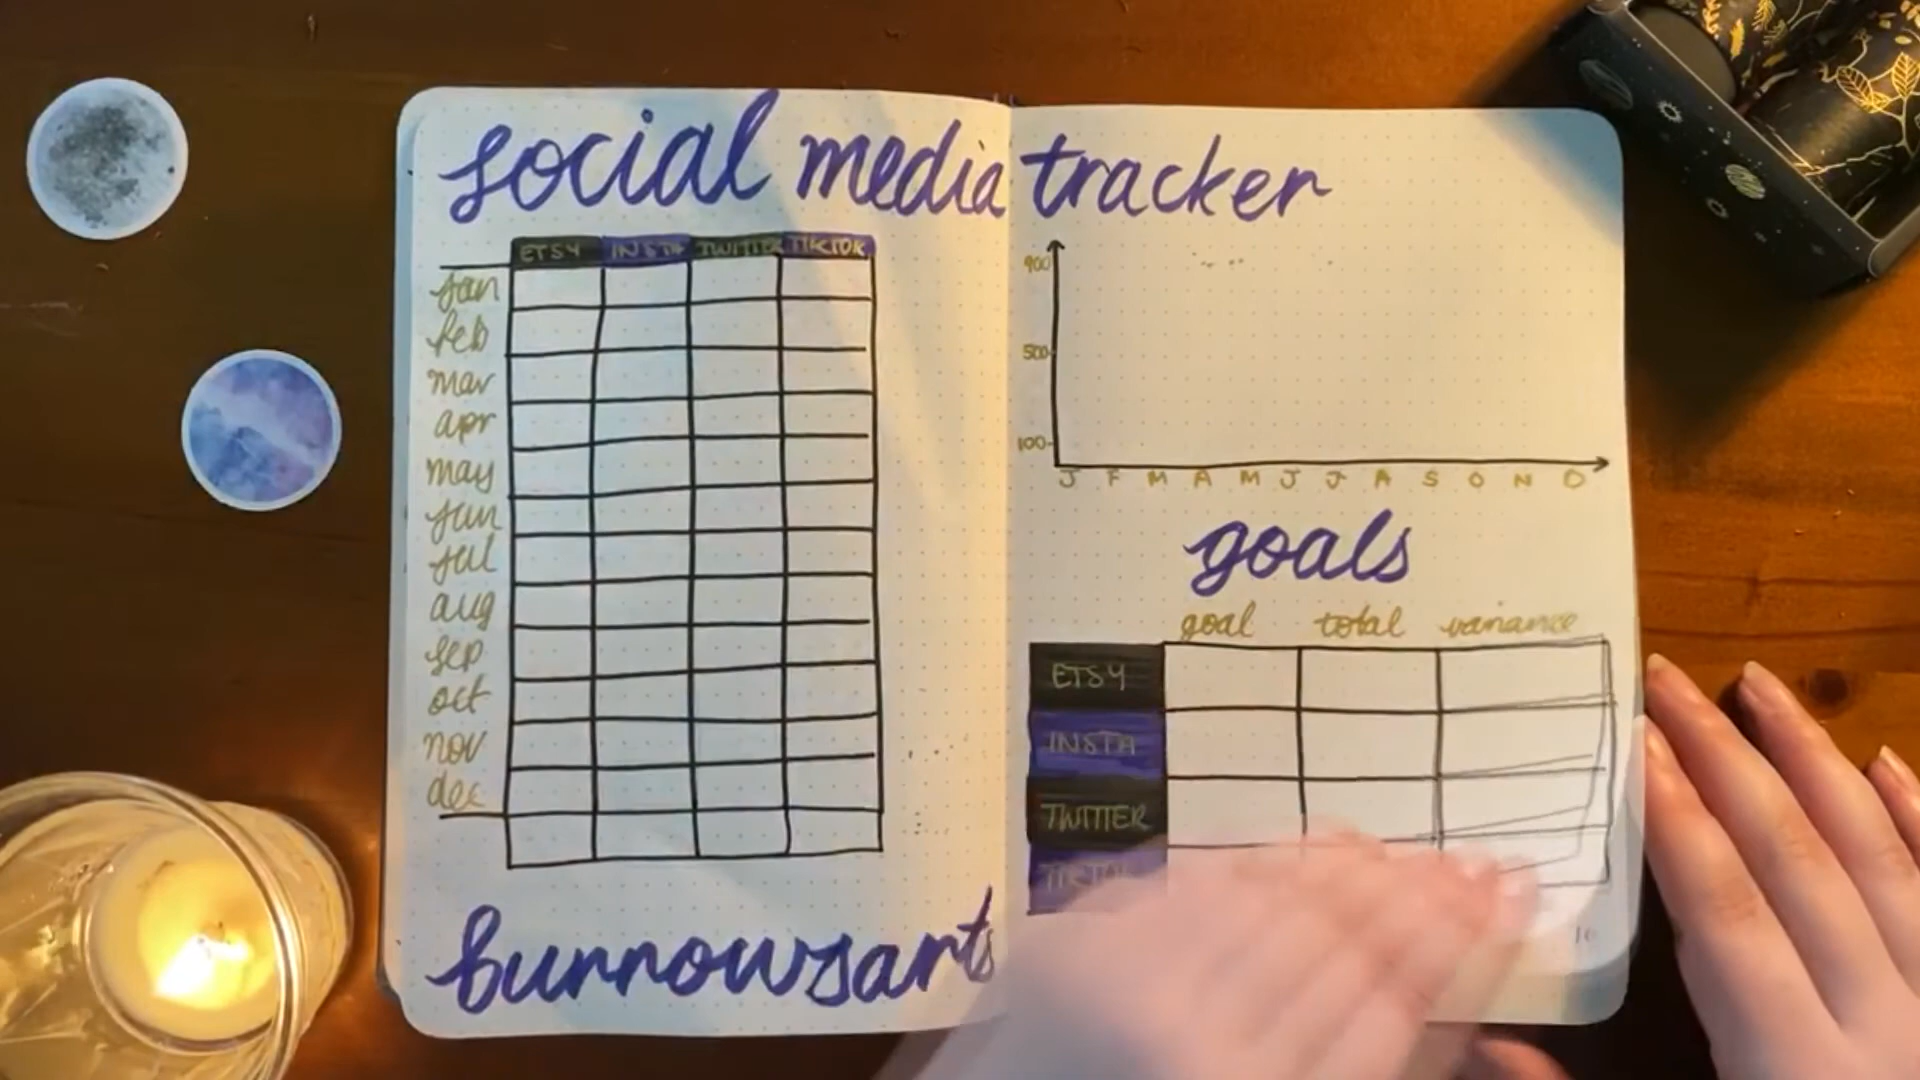 social media tracker
ETSY INSTA TWITTER TIKTOK
jan
feb
mar
apr
may
jun
jul
aug
sep
oct
nov
dec
burrowsarts
900
500
100
J F M A M J J A S O N D
goals
goal total variance
ETSY
INSTA
TWITTER
TIKTOK